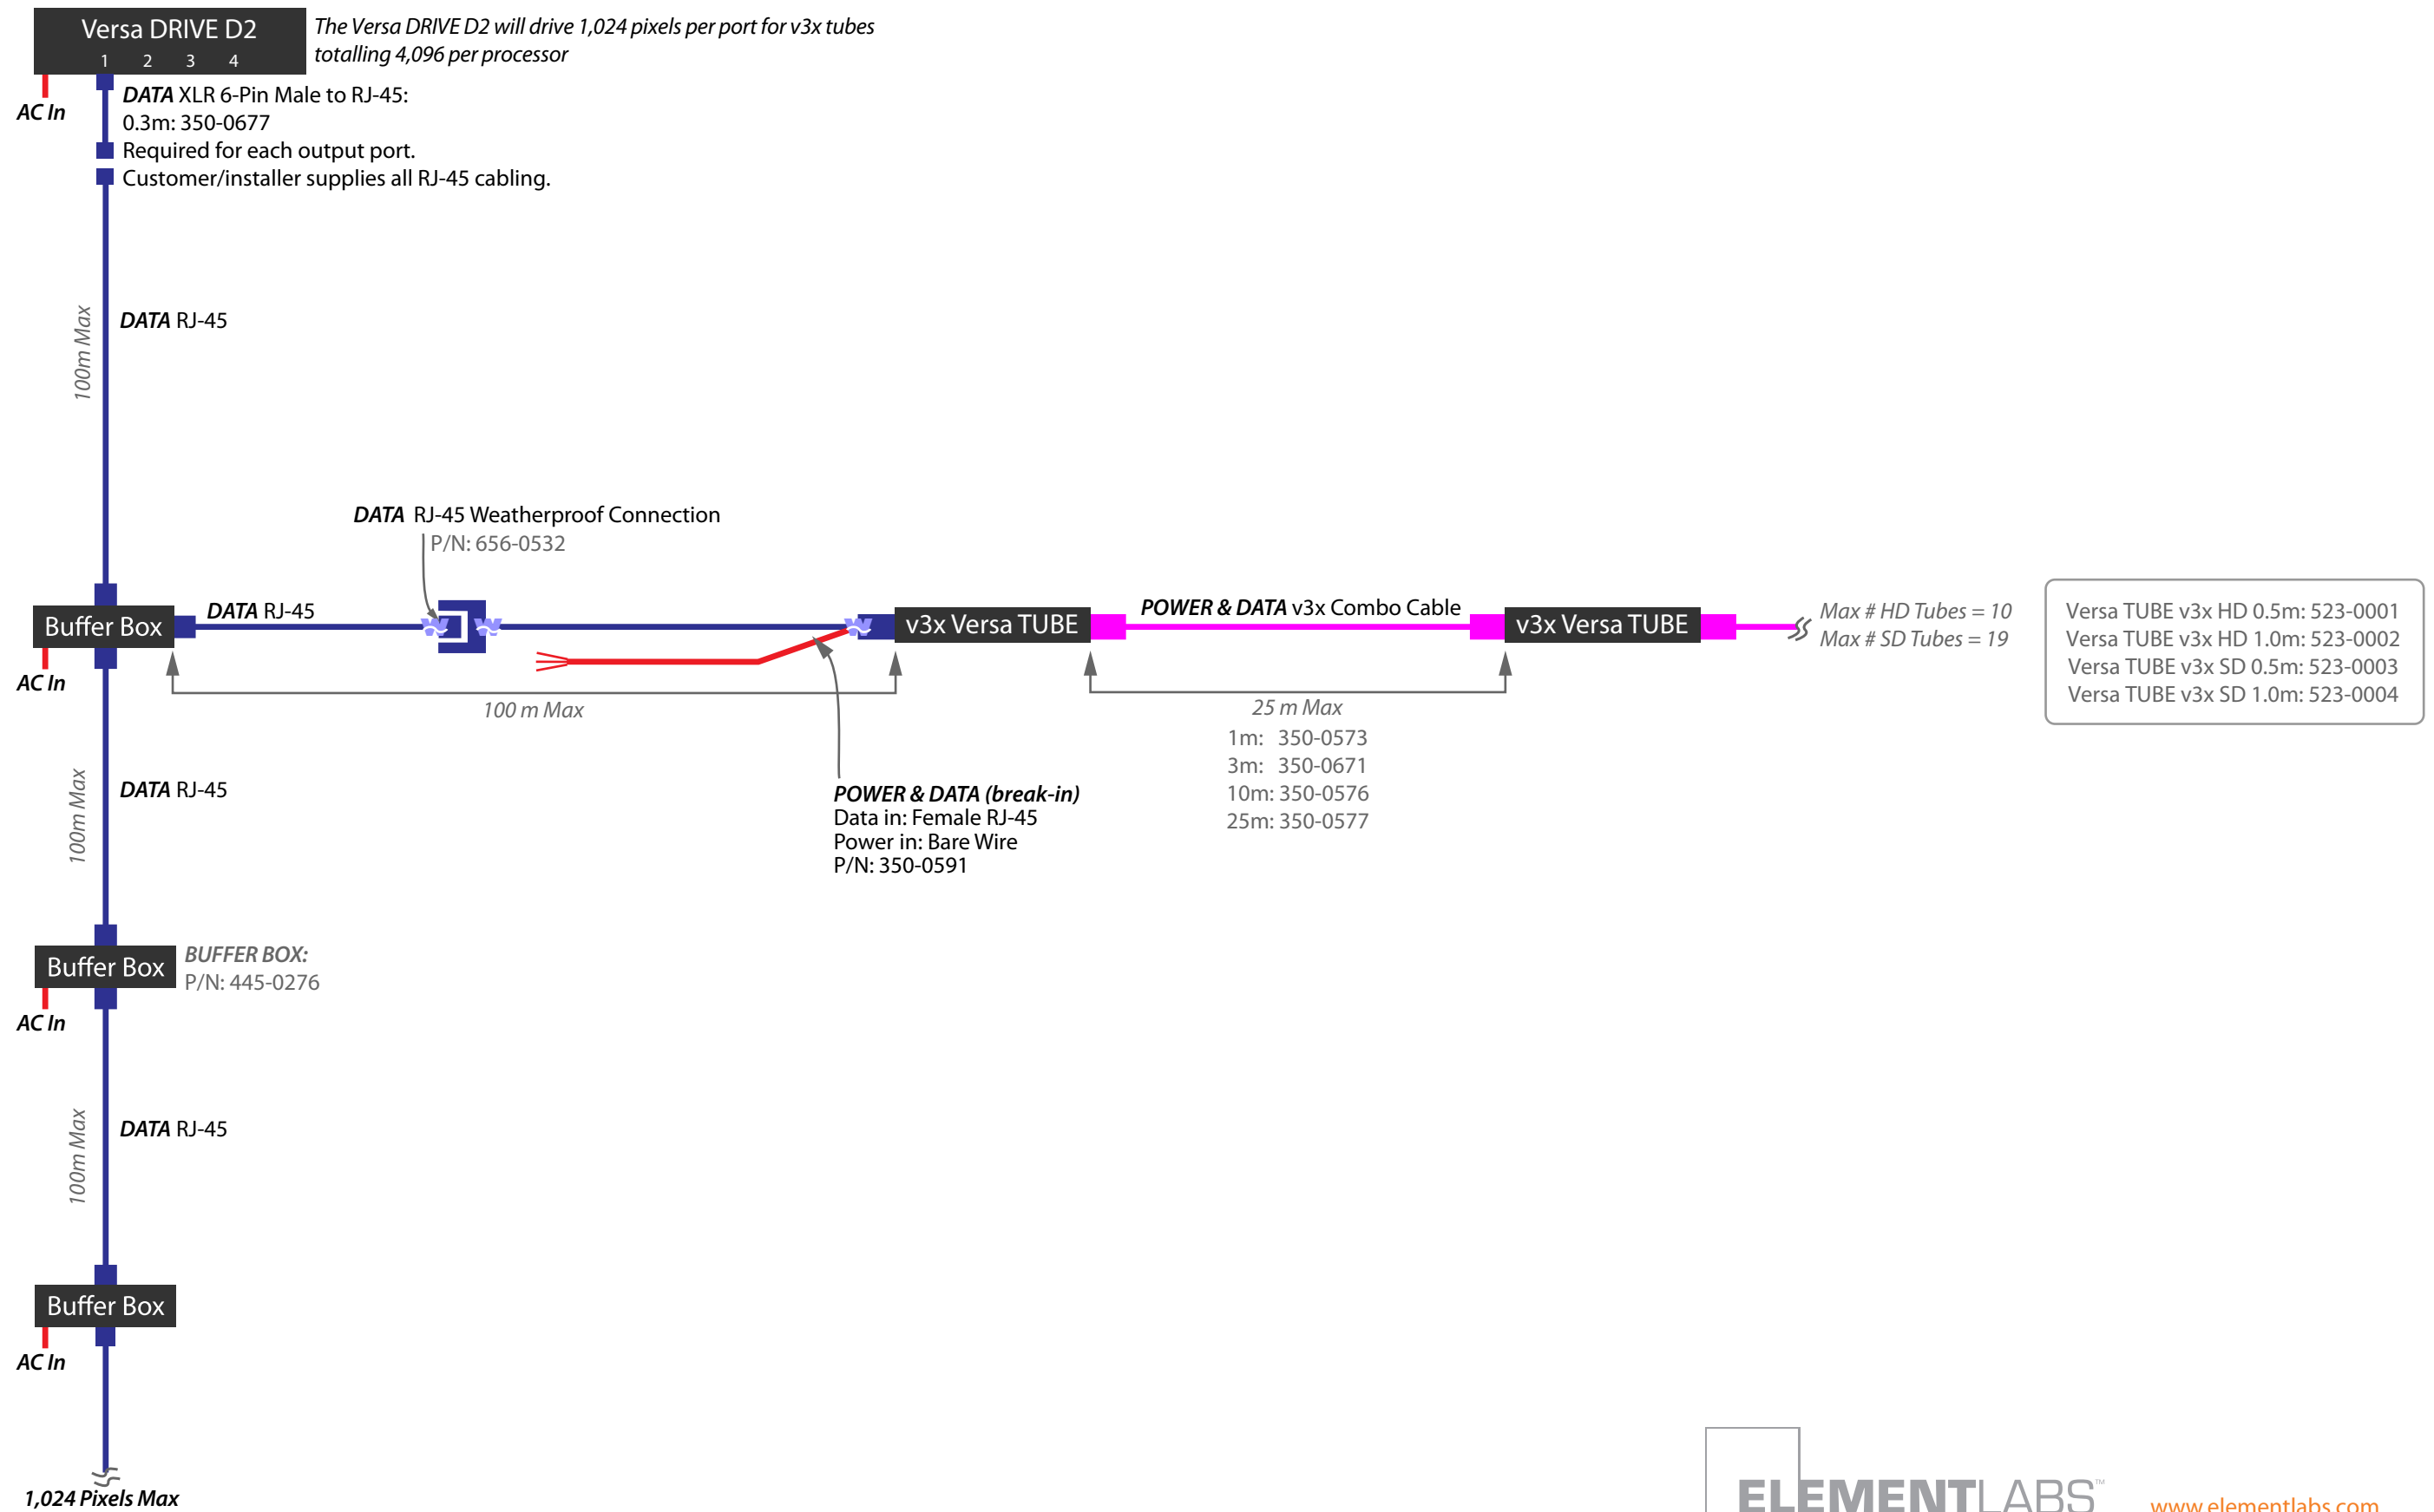 Versa DRIVE D2
1 2 3 4
The Versa DRIVE D2 will drive 1,024 pixels per port for v3x tubes
totalling 4,096 per processor
AC In
DATA XLR 6-Pin Male to RJ-45:
0.3m: 350-0677
Required for each output port.
Customer/installer supplies all RJ-45 cabling.
100m Max
DATA RJ-45
DATA RJ-45 Weatherproof Connection
P/N: 656-0532
Buffer Box
AC In
DATA RJ-45
100 m Max
v3x Versa TUBE
POWER & DATA v3x Combo Cable
v3x Versa TUBE
Max # HD Tubes = 10
Max # SD Tubes = 19
Versa TUBE v3x HD 0.5m: 523-0001
Versa TUBE v3x HD 1.0m: 523-0002
Versa TUBE v3x SD 0.5m: 523-0003
Versa TUBE v3x SD 1.0m: 523-0004
25 m Max
1m: 350-0573
3m: 350-0671
10m: 350-0576
25m: 350-0577
POWER & DATA (break-in)
Data in: Female RJ-45
Power in: Bare Wire
P/N: 350-0591
100m Max
DATA RJ-45
Buffer Box
AC In
BUFFER BOX:
P/N: 445-0276
100m Max
DATA RJ-45
Buffer Box
AC In
1,024 Pixels Max
ELEMENTLABS™
www.elementlabs.com